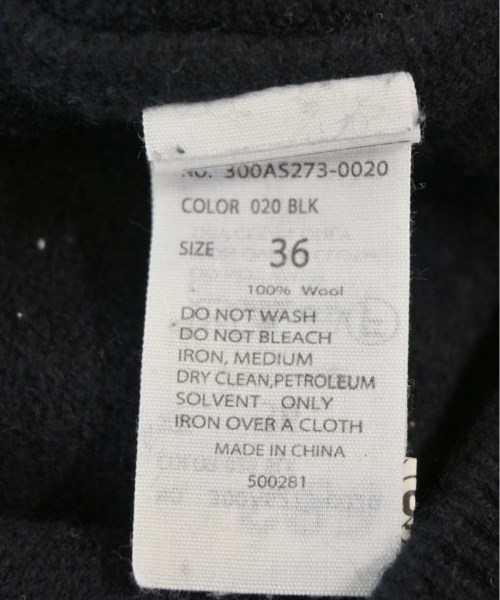 NO. 300AS273-0020
COLOR 020 BLK
SIZE 36
100% Wool
DO NOT WASH
DO NOT BLEACH
IRON, MEDIUM
DRY CLEAN,PETROLEUM
SOLVENT ONLY
IRON OVER A CLOTH
MADE IN CHINA
500281